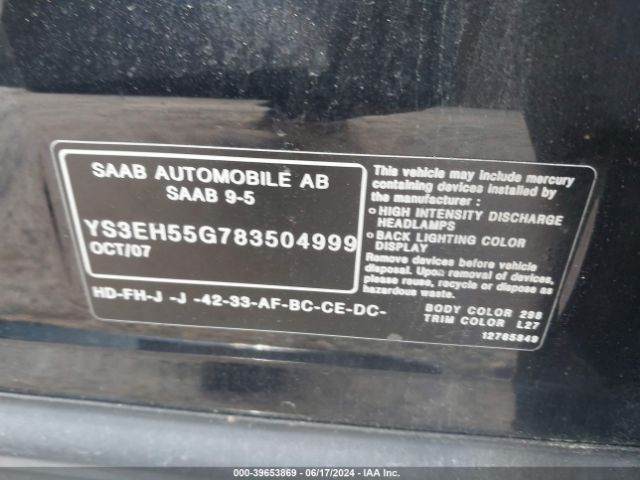 SAAB AUTOMOBILE AB
SAAB 9-5
YS3EH55G783504999
OCT/07
HD-FH-J -J -42-33-AF-BC-CE-DC-
This vehicle may include mercury
containing devices installed by
the manufacturer :
o HIGH INTENSITY DISCHARGE
HEADLAMPS
o BACK LIGHTING COLOR
DISPLAY
Remove devices before vehicle
disposal. Upon removal of devices,
please reuse, recycle or dispose as
hazardous waste.
BODY COLOR 298
TRIM COLOR L27
12765849
000-39653869 - 06/17/2024 - IAA Inc.